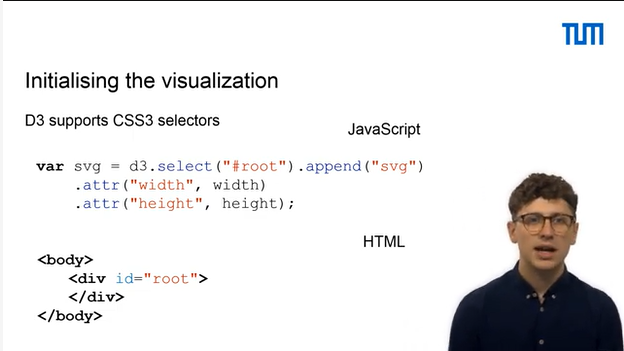 TUM
Initialising the visualization
D3 supports CSS3 selectors
JavaScript
var svg = d3.select("#root").append("svg")
.attr("width", width)
.attr("height", height);
HTML
<body>
<div id="root">
</div>
</body>